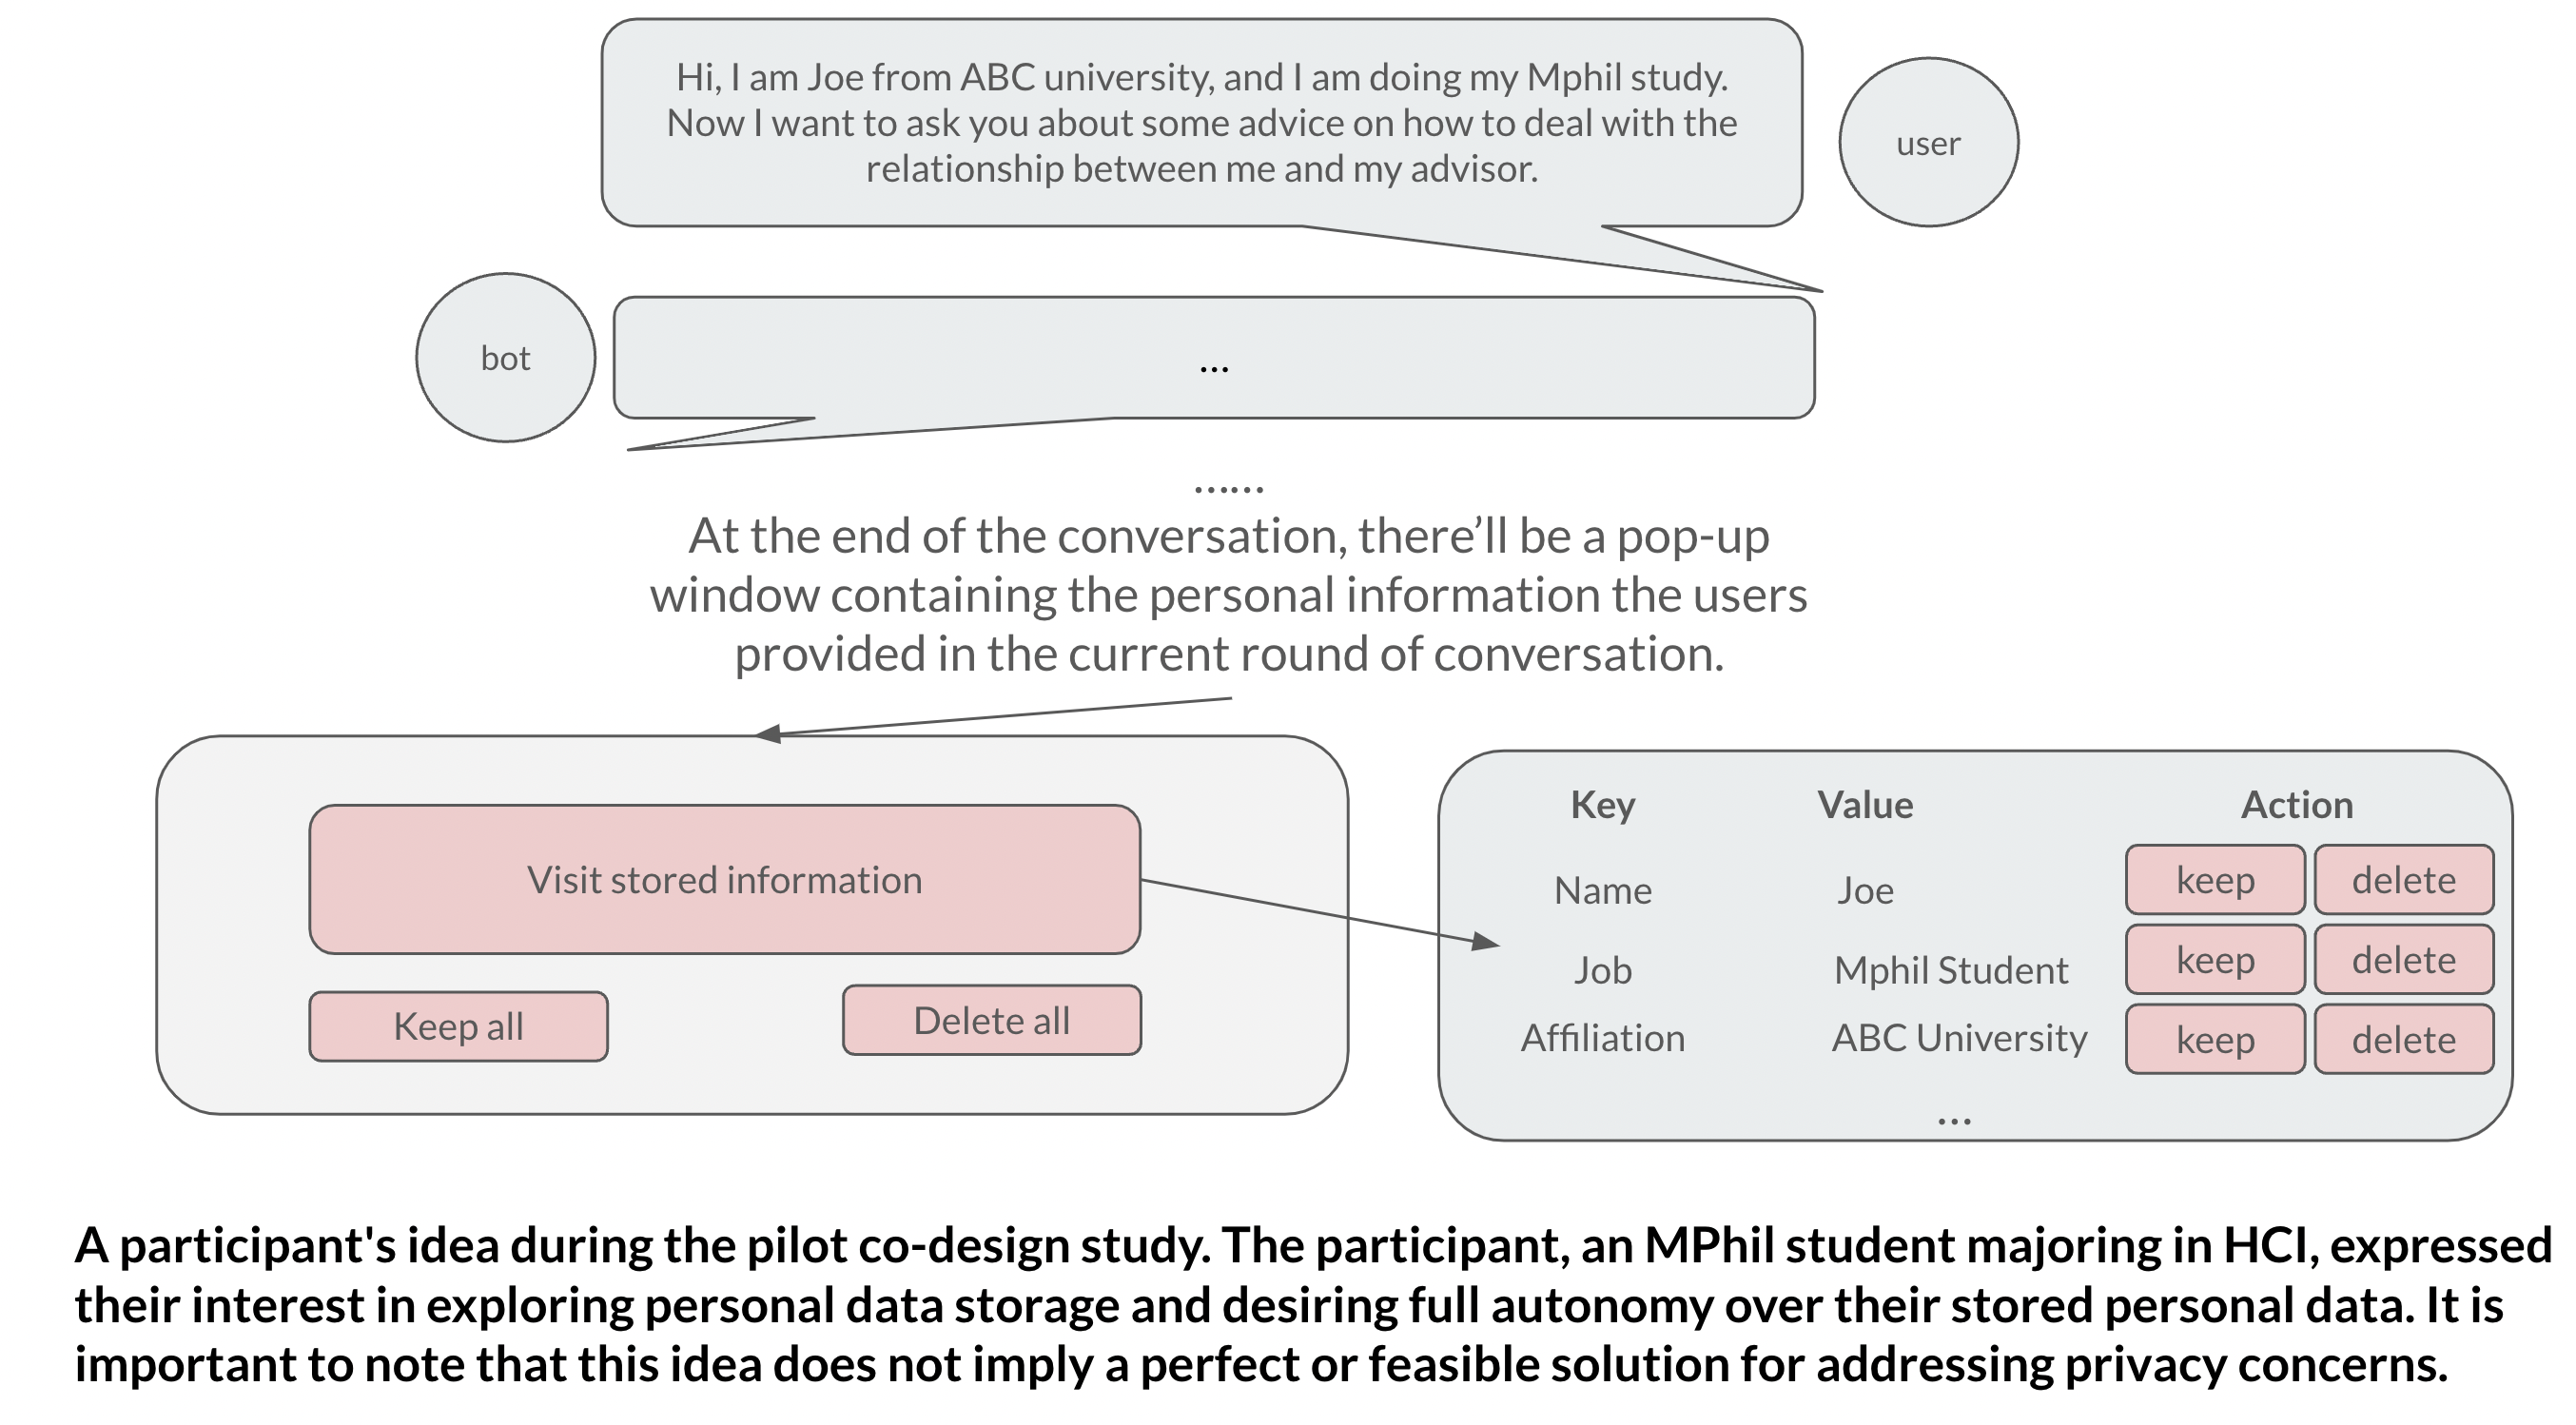 Hi, I am Joe from ABC university, and I am doing my Mphil study.
Now I want to ask you about some advice on how to deal with the
relationship between me and my advisor.
user
bot
...
......
At the end of the conversation, there’ll be a pop-up
window containing the personal information the users
provided in the current round of conversation.
Visit stored information
Keep all
Delete all
Key Value Action
Name Joe keep delete
Job Mphil Student keep delete
Affiliation ABC University keep delete
...
A participant's idea during the pilot co-design study. The participant, an MPhil student majoring in HCI, expressed
their interest in exploring personal data storage and desiring full autonomy over their stored personal data. It is
important to note that this idea does not imply a perfect or feasible solution for addressing privacy concerns.